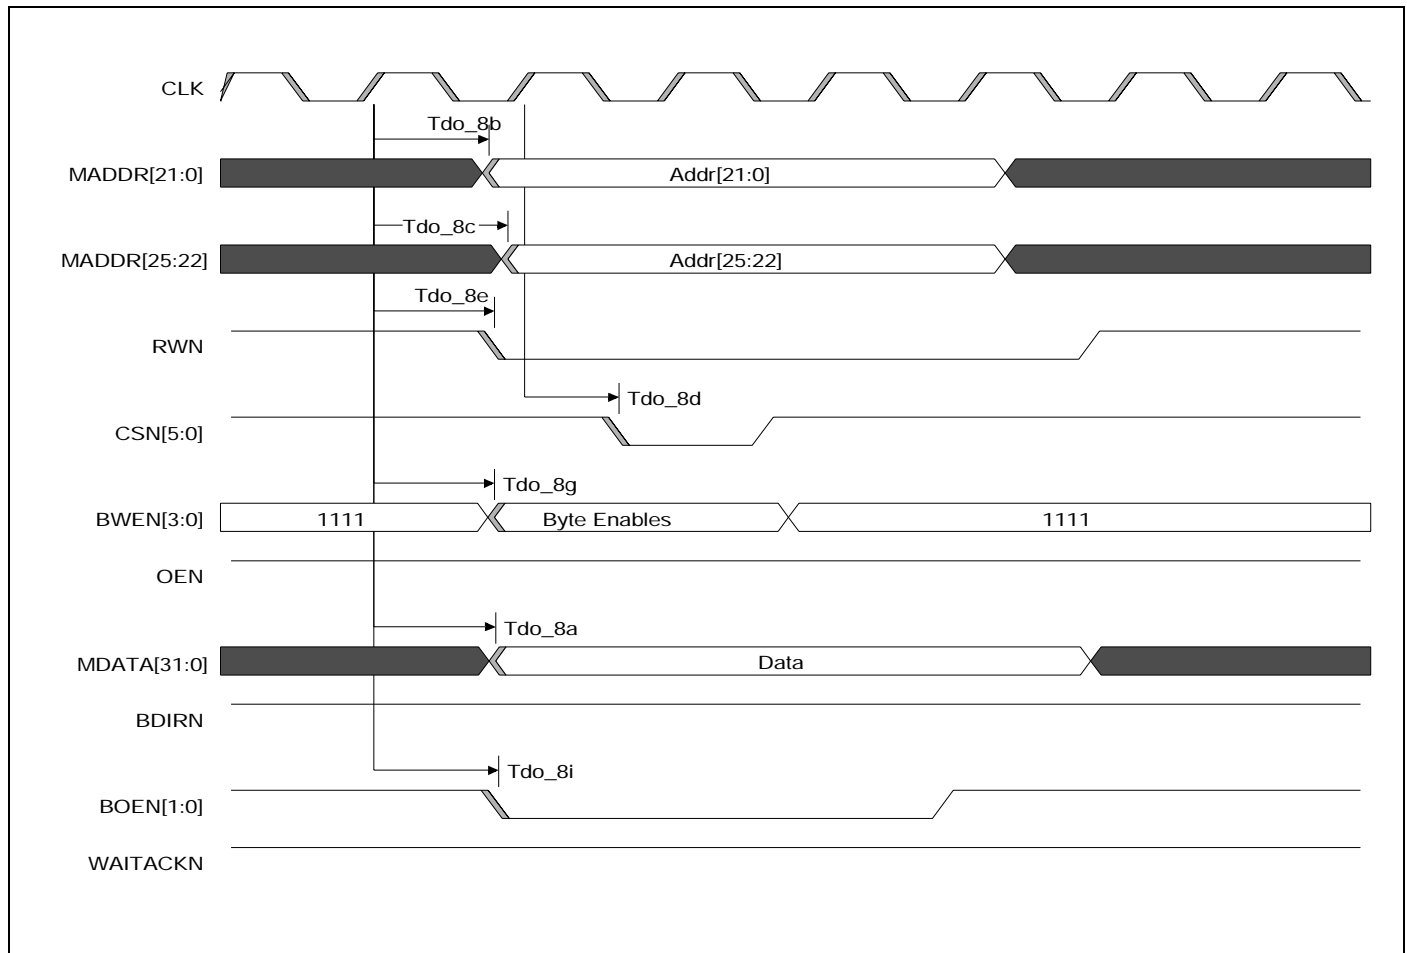 CLK
Tdo_8b
MADDR[21:0] Addr[21:0]
Tdo_8c
MADDR[25:22] Addr[25:22]
Tdo_8e
RWN
Tdo_8d
CSN[5:0]
Tdo_8g
BWEN[3:0] 1111 Byte Enables 1111
OEN
Tdo_8a
MDATA[31:0] Data
BDIRN
Tdo_8i
BOEN[1:0]
WAITACKN